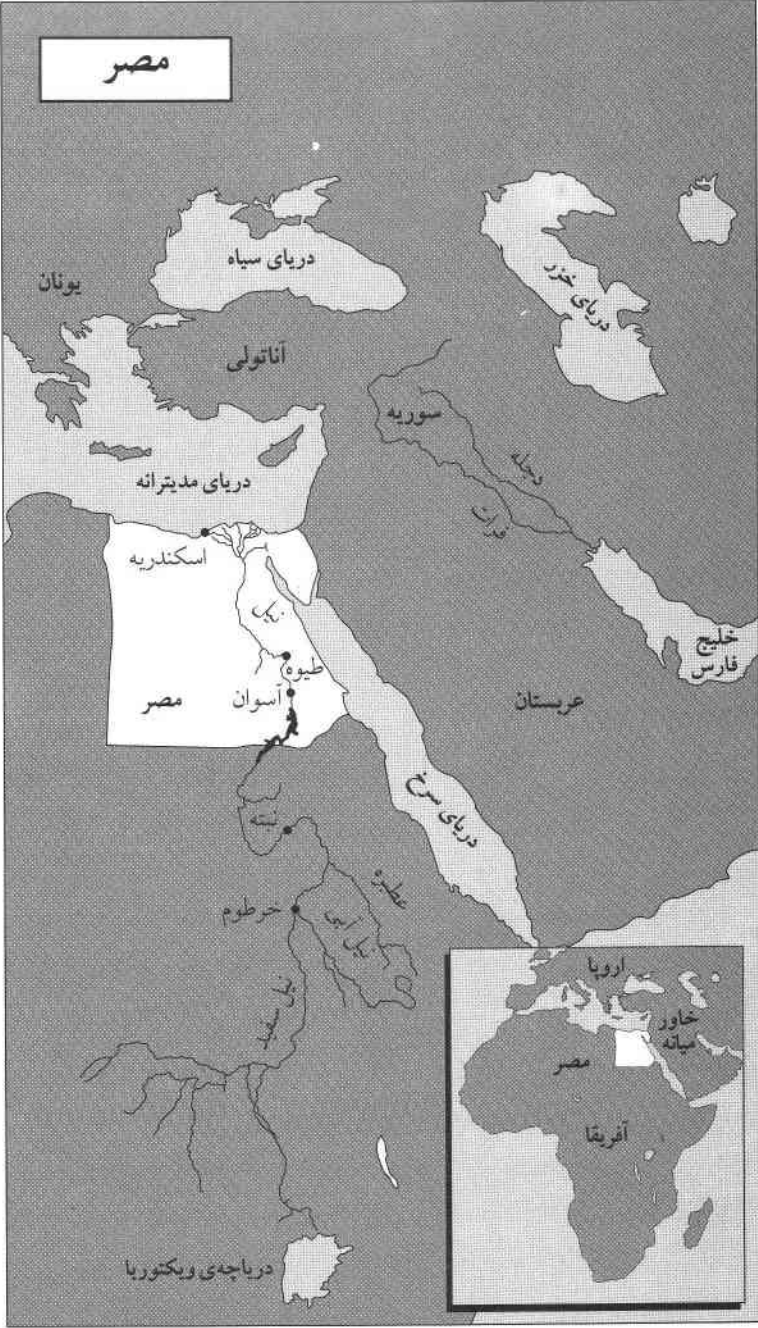 مصر
دریای سیاه
یونان
دریای خزر
آناتولی
سوریه
دجله
دریای مدیترانه
فرات
اسکندریه
نیل
خلیج
فارس
طیوه
آسوان
مصر
عربستان
دریای سرخ
نبته
عطبره
خرطوم
نیل آبی
نیل سفید
اروپا
خاور
میانه
مصر
آفریقا
دریاچه‌ی ویکتوریا